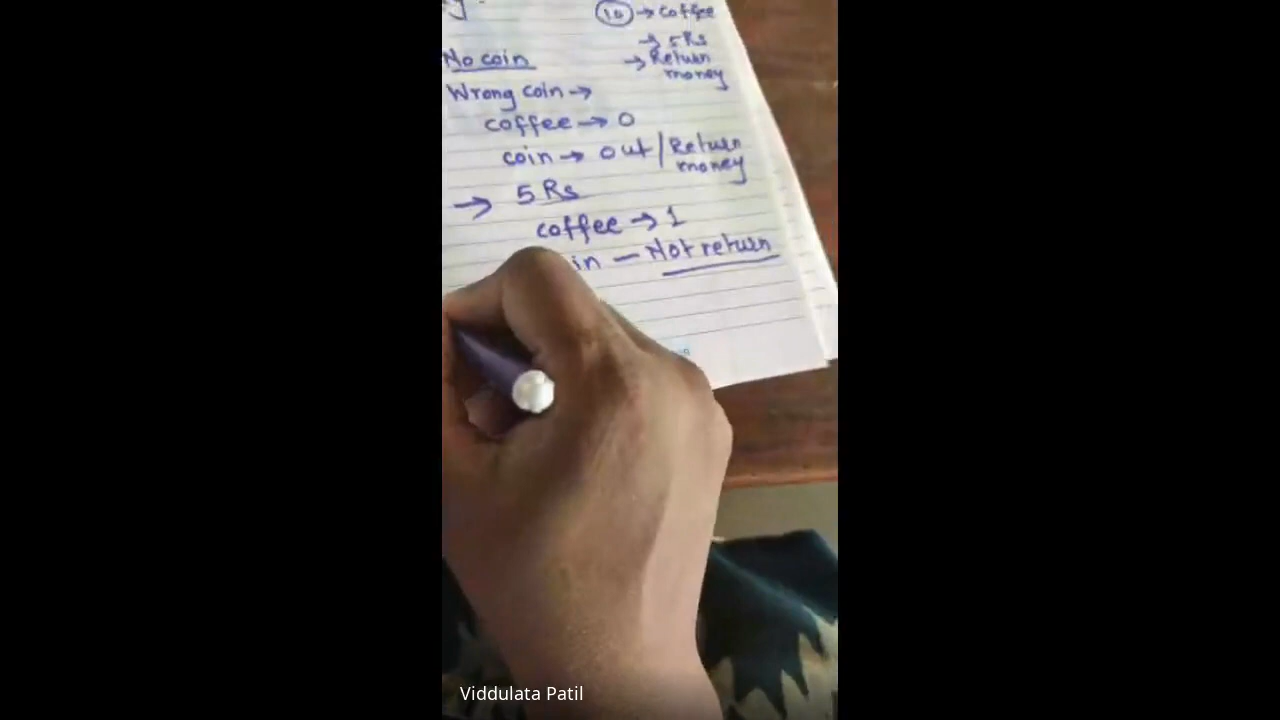 10 → coffee
→ 5 Rs
→ Return
money
No coin
Wrong coin →
coffee → 0
coin → out / Return
money
→ 5 Rs
coffee → 1
in — Not return
Viddulata Patil